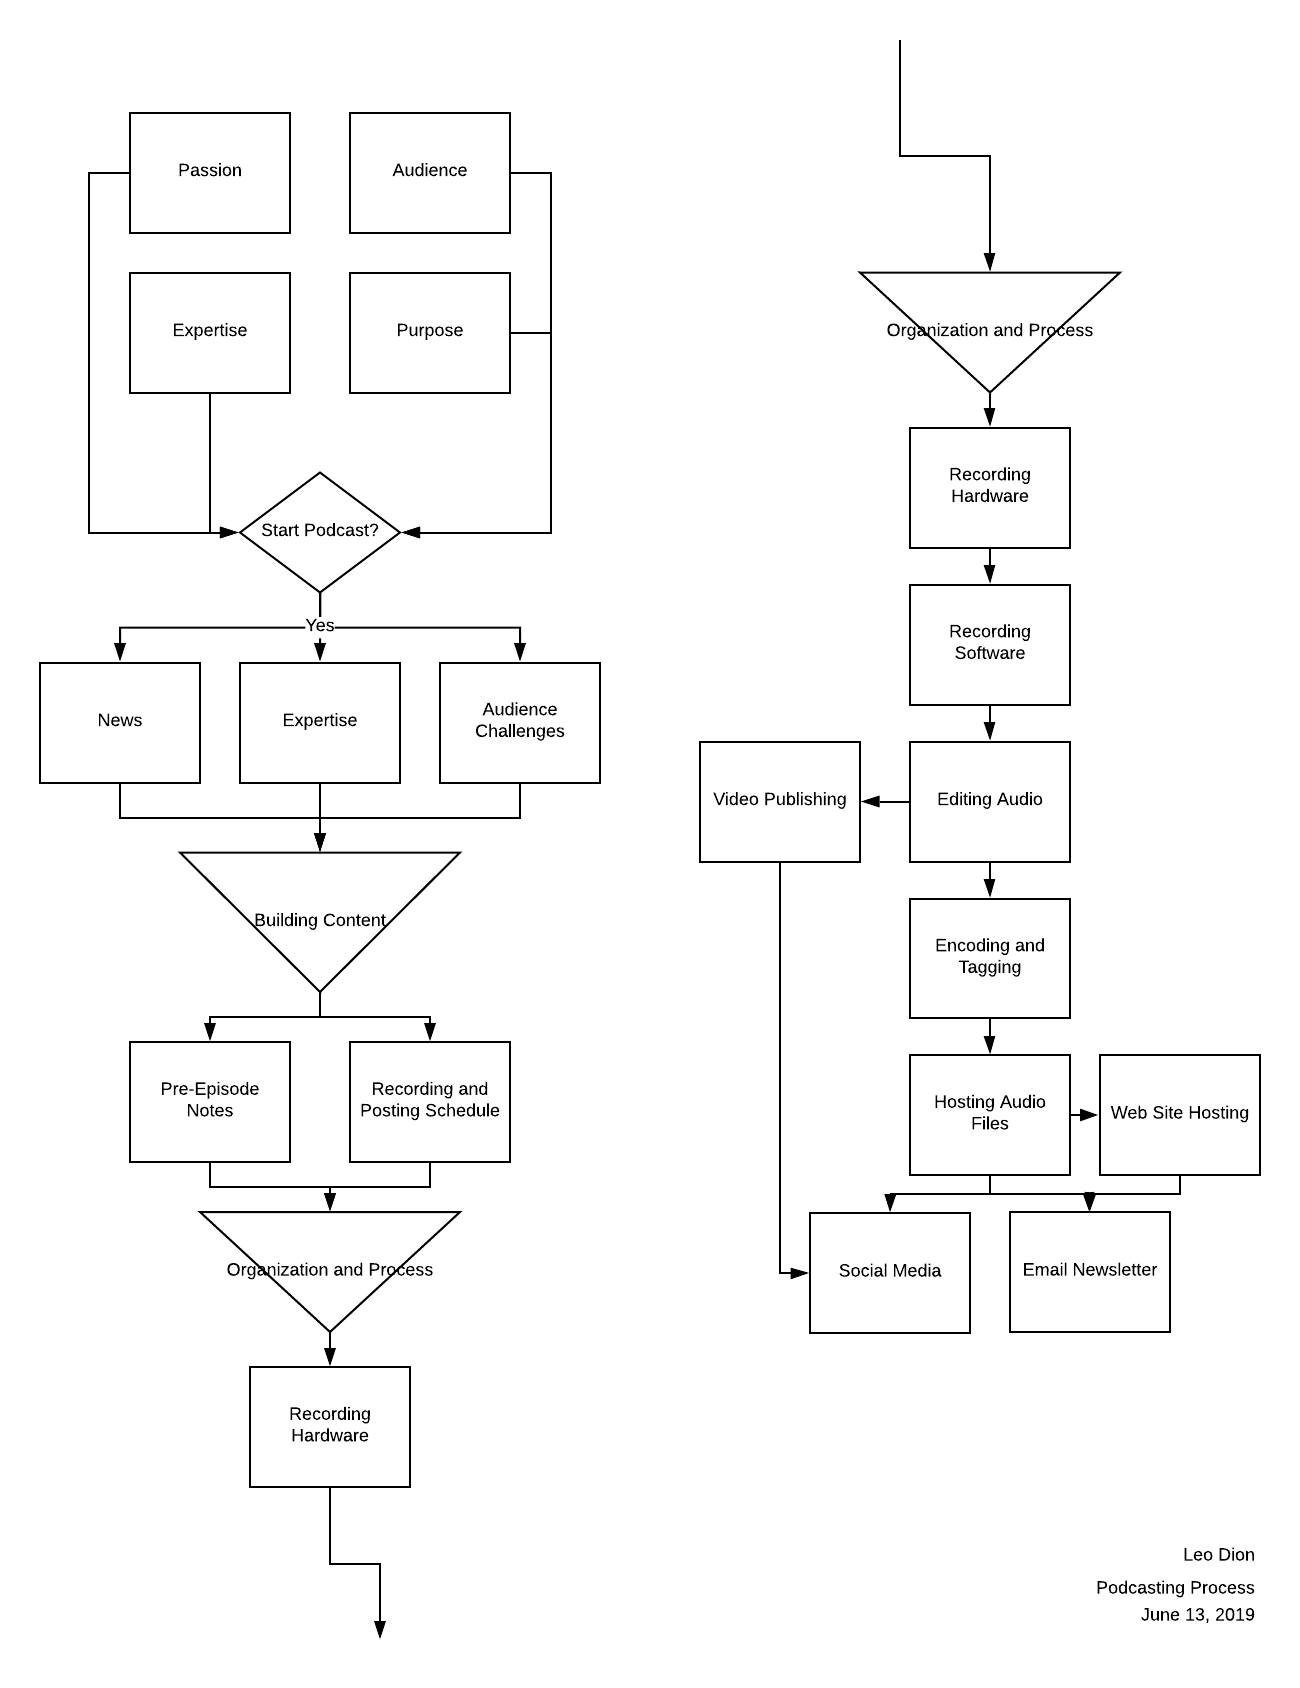 Passion
Audience
Expertise
Purpose
Start Podcast?
Yes
News
Expertise
Audience
Challenges
Building Content
Pre-Episode
Notes
Recording and
Posting Schedule
Organization and Process
Recording
Hardware
Organization and Process
Recording
Hardware
Recording
Software
Video Publishing
Editing Audio
Encoding and
Tagging
Hosting Audio
Files
Web Site Hosting
Social Media
Email Newsletter
Leo Dion
Podcasting Process
June 13, 2019